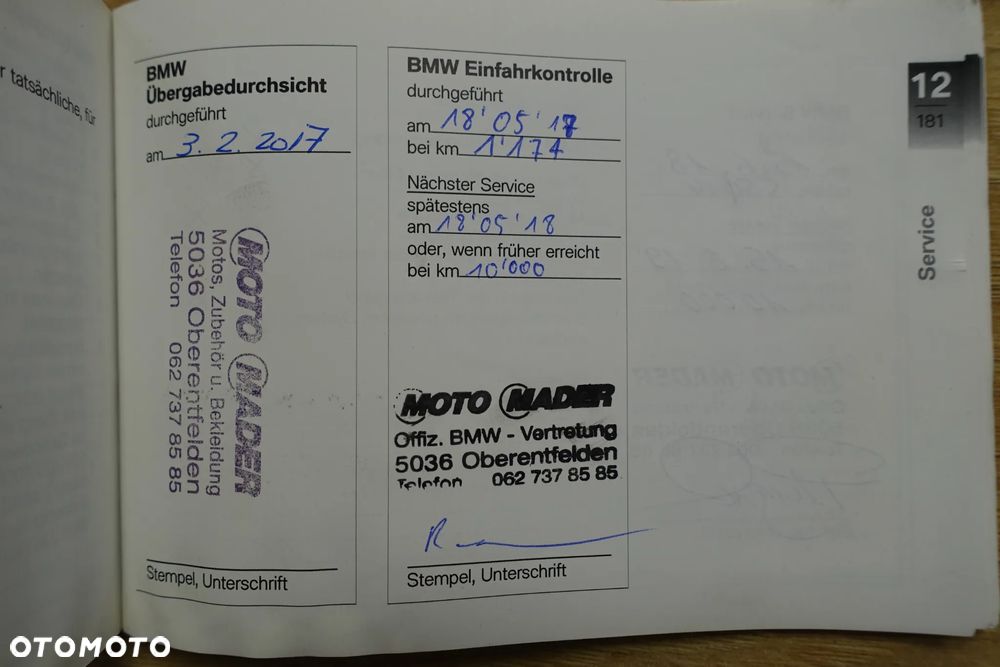 r tatsächliche, für
BMW
Übergabedurchsicht
durchgeführt
am 3. 2. 2017
MOTO MADER
Motos, Zubehör u. Bekleidung
5036 Oberentfelden
Telefon 062 737 85 85
Stempel, Unterschrift
BMW Einfahrkontrolle
durchgeführt
am 18' 05' 17
bei km 1'174
Nächster Service
spätestens
am 18' 05' 18
oder, wenn früher erreicht
bei km 10'000
MOTO MADER
Offiz. BMW - Vertretung
5036 Oberentfelden
Telefon 062 737 85 85
Stempel, Unterschrift
12
181
Service
OTOMOTO